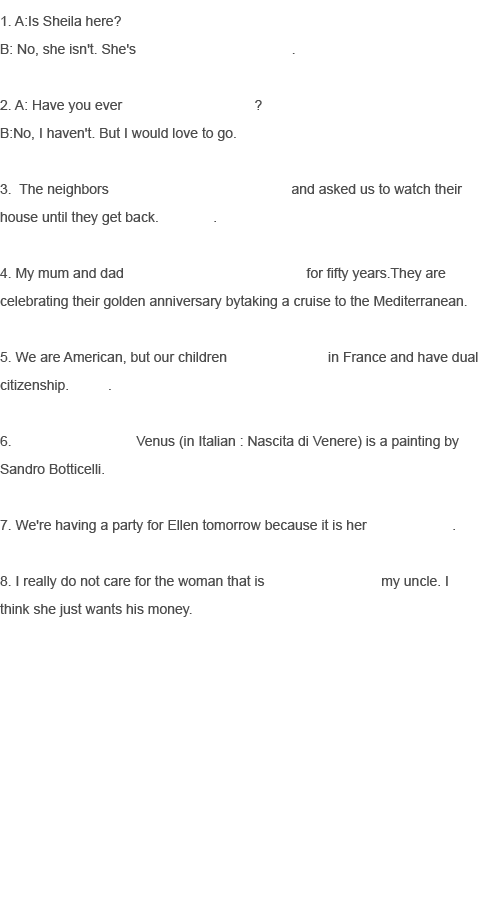 1. A:Is Sheila here?
B: No, she isn't. She's .
2. A: Have you ever ?
B:No, I haven't. But I would love to go.
3. The neighbors and asked us to watch their
house until they get back. .
4. My mum and dad for fifty years.They are
celebrating their golden anniversary bytaking a cruise to the Mediterranean.
5. We are American, but our children in France and have dual
citizenship. .
6. Venus (in Italian : Nascita di Venere) is a painting by
Sandro Botticelli.
7. We're having a party for Ellen tomorrow because it is her .
8. I really do not care for the woman that is my uncle. I
think she just wants his money.